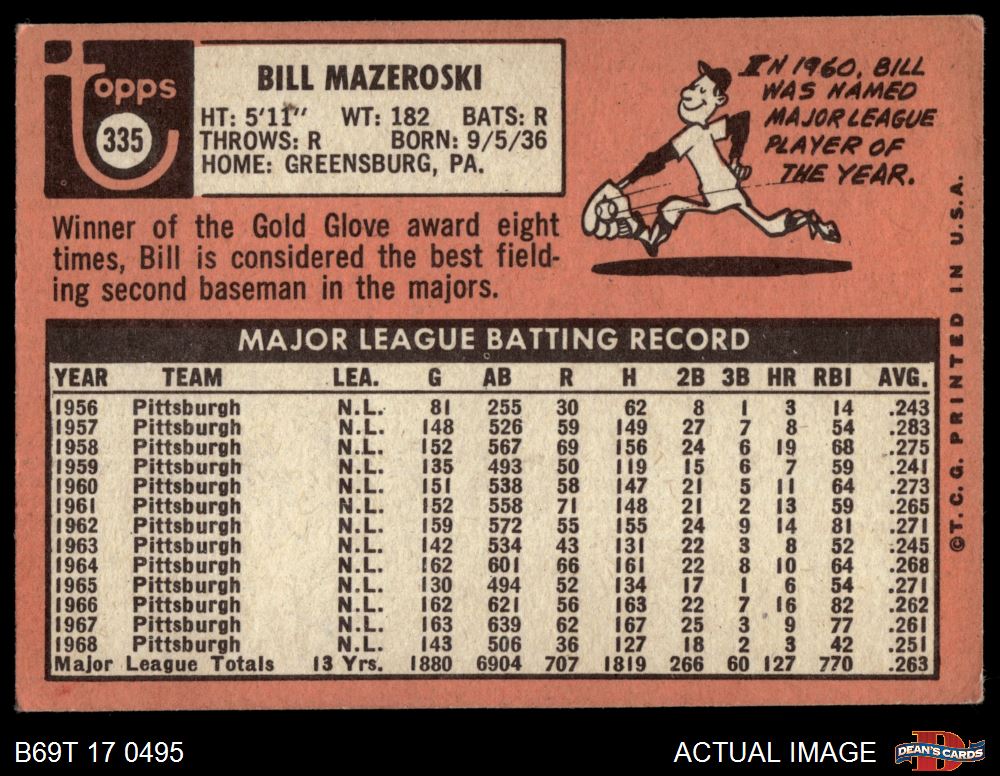 Topps
335
BILL MAZEROSKI
HT: 5'11" WT: 182 BATS: R
THROWS: R BORN: 9/5/36
HOME: GREENSBURG, PA.
IN 1960, BILL
WAS NAMED
MAJOR LEAGUE
PLAYER OF
THE YEAR.
Winner of the Gold Glove award eight
times, Bill is considered the best field-
ing second baseman in the majors.
MAJOR LEAGUE BATTING RECORD
YEAR TEAM LEA. G AB R H 2B 3B HR RBI AVG.
1956 Pittsburgh N.L. 81 255 30 62 8 1 3 14 .243
1957 Pittsburgh N.L. 148 526 59 149 27 7 8 54 .283
1958 Pittsburgh N.L. 152 567 69 156 24 6 19 68 .275
1959 Pittsburgh N.L. 135 493 50 119 15 6 7 59 .241
1960 Pittsburgh N.L. 151 538 58 147 21 5 11 64 .273
1961 Pittsburgh N.L. 152 558 71 148 21 2 13 59 .265
1962 Pittsburgh N.L. 159 572 55 155 24 9 14 81 .271
1963 Pittsburgh N.L. 142 534 43 131 22 3 8 52 .245
1964 Pittsburgh N.L. 162 601 66 161 22 8 10 64 .268
1965 Pittsburgh N.L. 130 494 52 134 17 1 6 54 .271
1966 Pittsburgh N.L. 162 621 56 163 22 7 16 82 .262
1967 Pittsburgh N.L. 163 639 62 167 25 3 9 77 .261
1968 Pittsburgh N.L. 143 506 36 127 18 2 3 42 .251
Major League Totals 13 Yrs. 1880 6904 707 1819 266 60 127 770 .263
©T. C. G. PRINTED IN U.S.A.
B69T 17 0495
ACTUAL IMAGE
D
DEAN'S CARDS